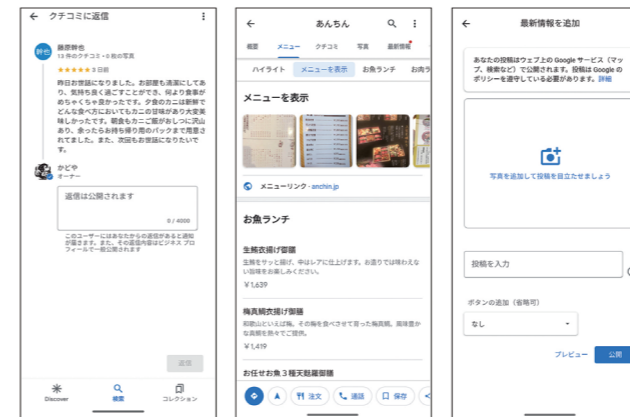 クチコミに返信
藤原幹也
13 件のクチコミ・0 枚の写真
★★★★★ 3 日前
昨日お世話になりました。お部屋も清潔にしてあ
り、気持ち良く過ごすことができ、何より食事が
めちゃくちゃ良かったです。夕食のカニは新鮮で
どんな食べ方においてもカニの甘味があり大変美
味しかったです。朝食もカニご飯がおしつに沢山
あり、余ったらお持ち帰り用のパックまで用意さ
れてました。また、次回もお世話になりたいで
す。
かどや
オーナー
返信は公開されます
0 / 4000
このユーザーにはあなたからの返信があると通知
が届きます。また、その返信内容はビジネス プロ
フィールで一般公開されます
返信
Discover
検索
コレクション
あんちん
概要 メニュー クチコミ 写真 最新情報
ハイライト メニューを表示 お魚ランチ お肉ラ
メニューを表示
メニューリンク・anchin.jp
お魚ランチ
生鮪衣揚げ御膳
生鮪をサッと揚げ、中はレアに仕上げます。お造りでは味わえな
い旨味をお楽しみください。
¥1,639
梅真鯛衣揚げ御膳
和歌山といえば梅、その梅を食べさせて育った梅真鯛。風味豊か
な真鯛を熱々でご提供。
¥1,419
お任せお魚３種天麩羅御膳
注文 通話 保存
最新情報を追加
あなたの投稿はウェブ上の Google サービス（マッ
プ、検索など）で公開されます。投稿は Google の
ポリシーを遵守している必要があります。詳細
写真を追加して投稿を目立たせましょう
投稿を入力
ボタンの追加（省略可）
なし
プレビュー 公開